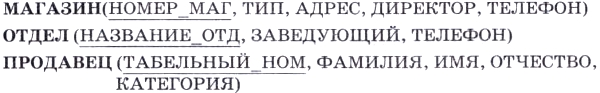 МАГАЗИН(НОМЕР_МАГ, ТИП, АДРЕС, ДИРЕКТОР, ТЕЛЕФОН)
ОТДЕЛ (НАЗВАНИЕ_ОТД, ЗАВЕДУЮЩИЙ, ТЕЛЕФОН)
ПРОДАВЕЦ (ТАБЕЛЬНЫЙ_НОМ, ФАМИЛИЯ, ИМЯ, ОТЧЕСТВО,
КАТЕГОРИЯ)